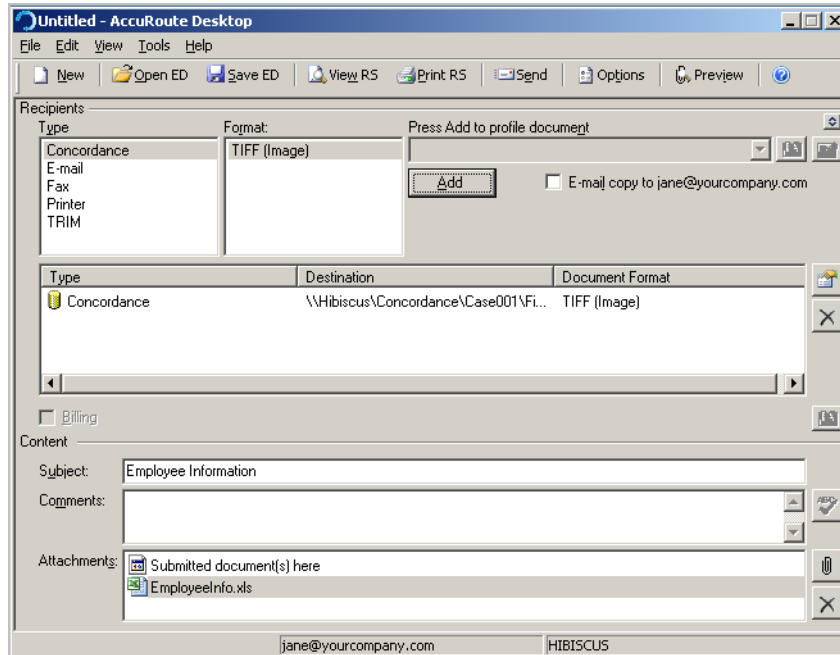 Untitled - AccuRoute Desktop
File Edit View Tools Help
New Open ED Save ED View RS Print RS Send Options Preview
Recipients
Type Format: Press Add to profile document
Concordance TIFF (Image)
E-mail
Add E-mail copy to jane@yourcompany.com
Fax
Printer
TRIM
Type Destination Document Format
Concordance \\Hibiscus\Concordance\Case001\Fi... TIFF (Image)
Billing
Content
Subject: Employee Information
Comments:
ABC
Attachments: Submitted document(s) here
EmployeeInfo.xls
jane@yourcompany.com HIBISCUS